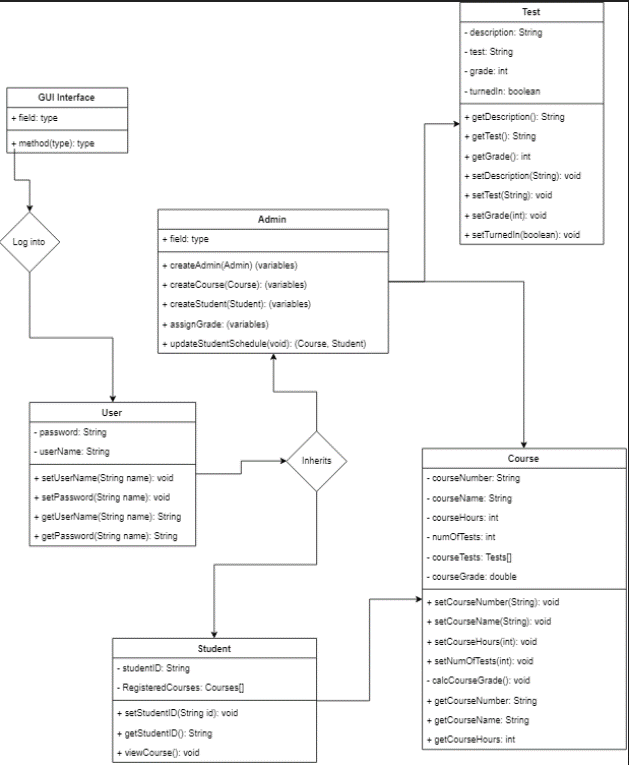 Test
- description: String
- test: String
- grade: int
- turnedIn: boolean
+ getDescription(): String
+ getTest(): String
+ getGrade(): int
+ setDescription(String): void
+ setTest(String): void
+ setGrade(int): void
+ setTurnedIn(boolean): void
GUI Interface
+ field: type
+ method(type): type
Log into
Admin
+ field: type
+ createAdmin(Admin) (variables)
+ createCourse(Course): (variables)
+ createStudent(Student): (variables)
+ assignGrade: (variables)
+ updateStudentSchedule(void): (Course, Student)
User
- password: String
- userName: String
+ setUserName(String name): void
+ setPassword(String name): void
+ getUserName(String name): String
+ getPassword(String name): String
Inherits
Course
- courseNumber: String
- courseName: String
- courseHours: int
- numOfTests: int
- courseTests: Tests[]
- courseGrade: double
+ setCourseNumber(String): void
+ setCourseName(String): void
+ setCourseHours(int): void
+ setNumOfTests(int): void
- calcCourseGrade(): void
+ getCourseNumber: String
+ getCourseName: String
+ getCourseHours: int
Student
- studentID: String
- RegisteredCourses: Courses[]
+ setStudentID(String id): void
+ getStudentID(): String
+ viewCourse(): void